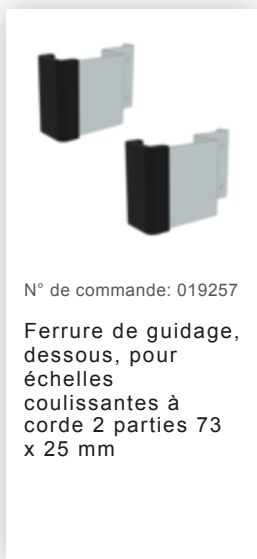 N° de commande: 019257
Ferrure de guidage,
dessous, pour
échelles
coulissantes à
corde 2 parties 73
x 25 mm